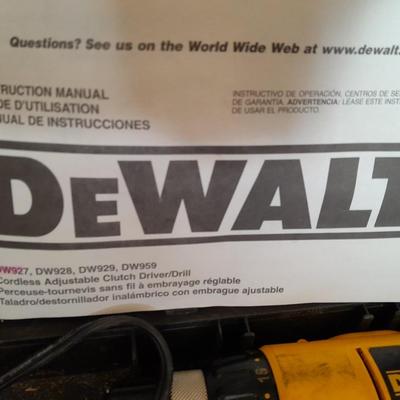 Questions? See us on the World Wide Web at www.dewalt.
RUCTION MANUAL
DE D'UTILISATION
UAL DE INSTRUCCIONES
INSTRUCTIVO DE OPERACIÓN, CENTROS DE SE
DE GARANTÍA. ADVERTENCIA: LÉASE ESTE INST
DE USAR EL PRODUCTO.
DEWALT
DW927, DW928, DW929, DW959
Cordless Adjustable Clutch Driver/Drill
Perceuse-tournevis sans fil à embrayage réglable
Taladro/destornillador inalámbrico con embrague ajustable